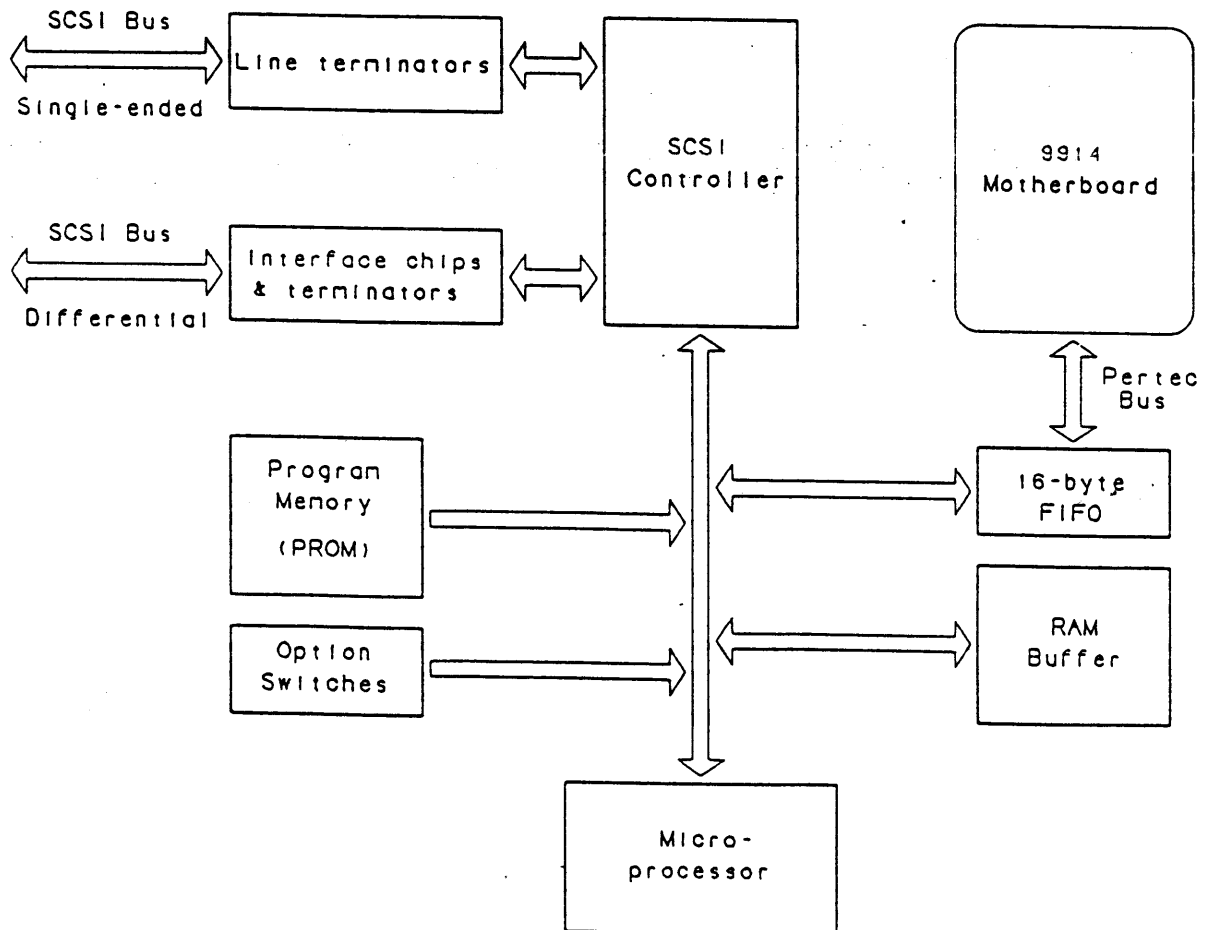 SCSI Bus
Single-ended
Line terminators
SCSI
Controller
9914
Motherboard
SCSI Bus
Differential
Interface chips
& terminators
Pertec
Bus
Program
Memory
(PROM)
16-byte
FIFO
Option
Switches
RAM
Buffer
Micro-
processor